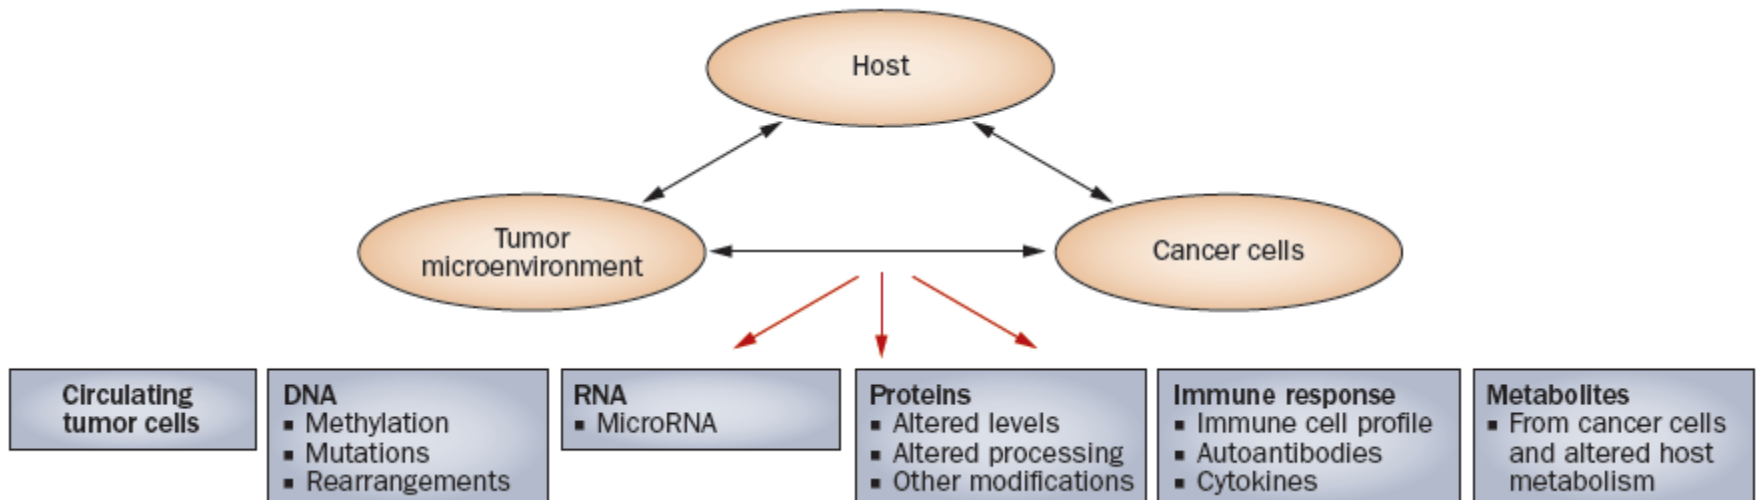 Host
Tumor
microenvironment
Cancer cells
Circulating
tumor cells
DNA
▪ Methylation
▪ Mutations
▪ Rearrangements
RNA
▪ MicroRNA
Proteins
▪ Altered levels
▪ Altered processing
▪ Other modifications
Immune response
▪ Immune cell profile
▪ Autoantibodies
▪ Cytokines
Metabolites
▪ From cancer cells
and altered host
metabolism